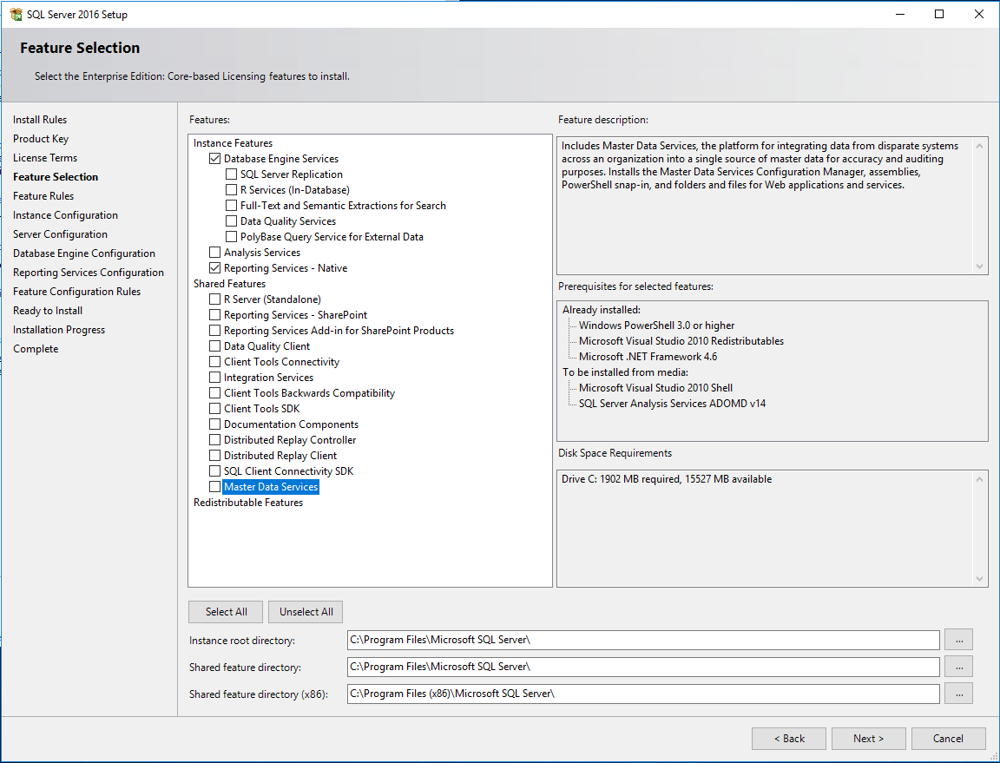 SQL Server 2016 Setup
Feature Selection
Select the Enterprise Edition: Core-based Licensing features to install.
Install Rules
Product Key
License Terms
Feature Selection
Feature Rules
Instance Configuration
Server Configuration
Database Engine Configuration
Reporting Services Configuration
Feature Configuration Rules
Ready to Install
Installation Progress
Complete
Features:
Instance Features
Database Engine Services
SQL Server Replication
R Services (In-Database)
Full-Text and Semantic Extractions for Search
Data Quality Services
PolyBase Query Service for External Data
Analysis Services
Reporting Services - Native
Shared Features
R Server (Standalone)
Reporting Services - SharePoint
Reporting Services Add-in for SharePoint Products
Data Quality Client
Client Tools Connectivity
Integration Services
Client Tools Backwards Compatibility
Client Tools SDK
Documentation Components
Distributed Replay Controller
Distributed Replay Client
SQL Client Connectivity SDK
Master Data Services
Redistributable Features
Feature description:
Includes Master Data Services, the platform for integrating data from disparate systems
across an organization into a single source of master data for accuracy and auditing
purposes. Installs the Master Data Services Configuration Manager, assemblies,
PowerShell snap-in, and folders and files for Web applications and services.
Prerequisites for selected features:
Already installed:
Windows PowerShell 3.0 or higher
Microsoft Visual Studio 2010 Redistributables
Microsoft .NET Framework 4.6
To be installed from media:
Microsoft Visual Studio 2010 Shell
SQL Server Analysis Services ADOMD v14
Disk Space Requirements
Drive C: 1902 MB required, 15527 MB available
Select All
Unselect All
Instance root directory:
C:\Program Files\Microsoft SQL Server\
...
Shared feature directory:
C:\Program Files\Microsoft SQL Server\
...
Shared feature directory (x86):
C:\Program Files (x86)\Microsoft SQL Server\
...
< Back
Next >
Cancel